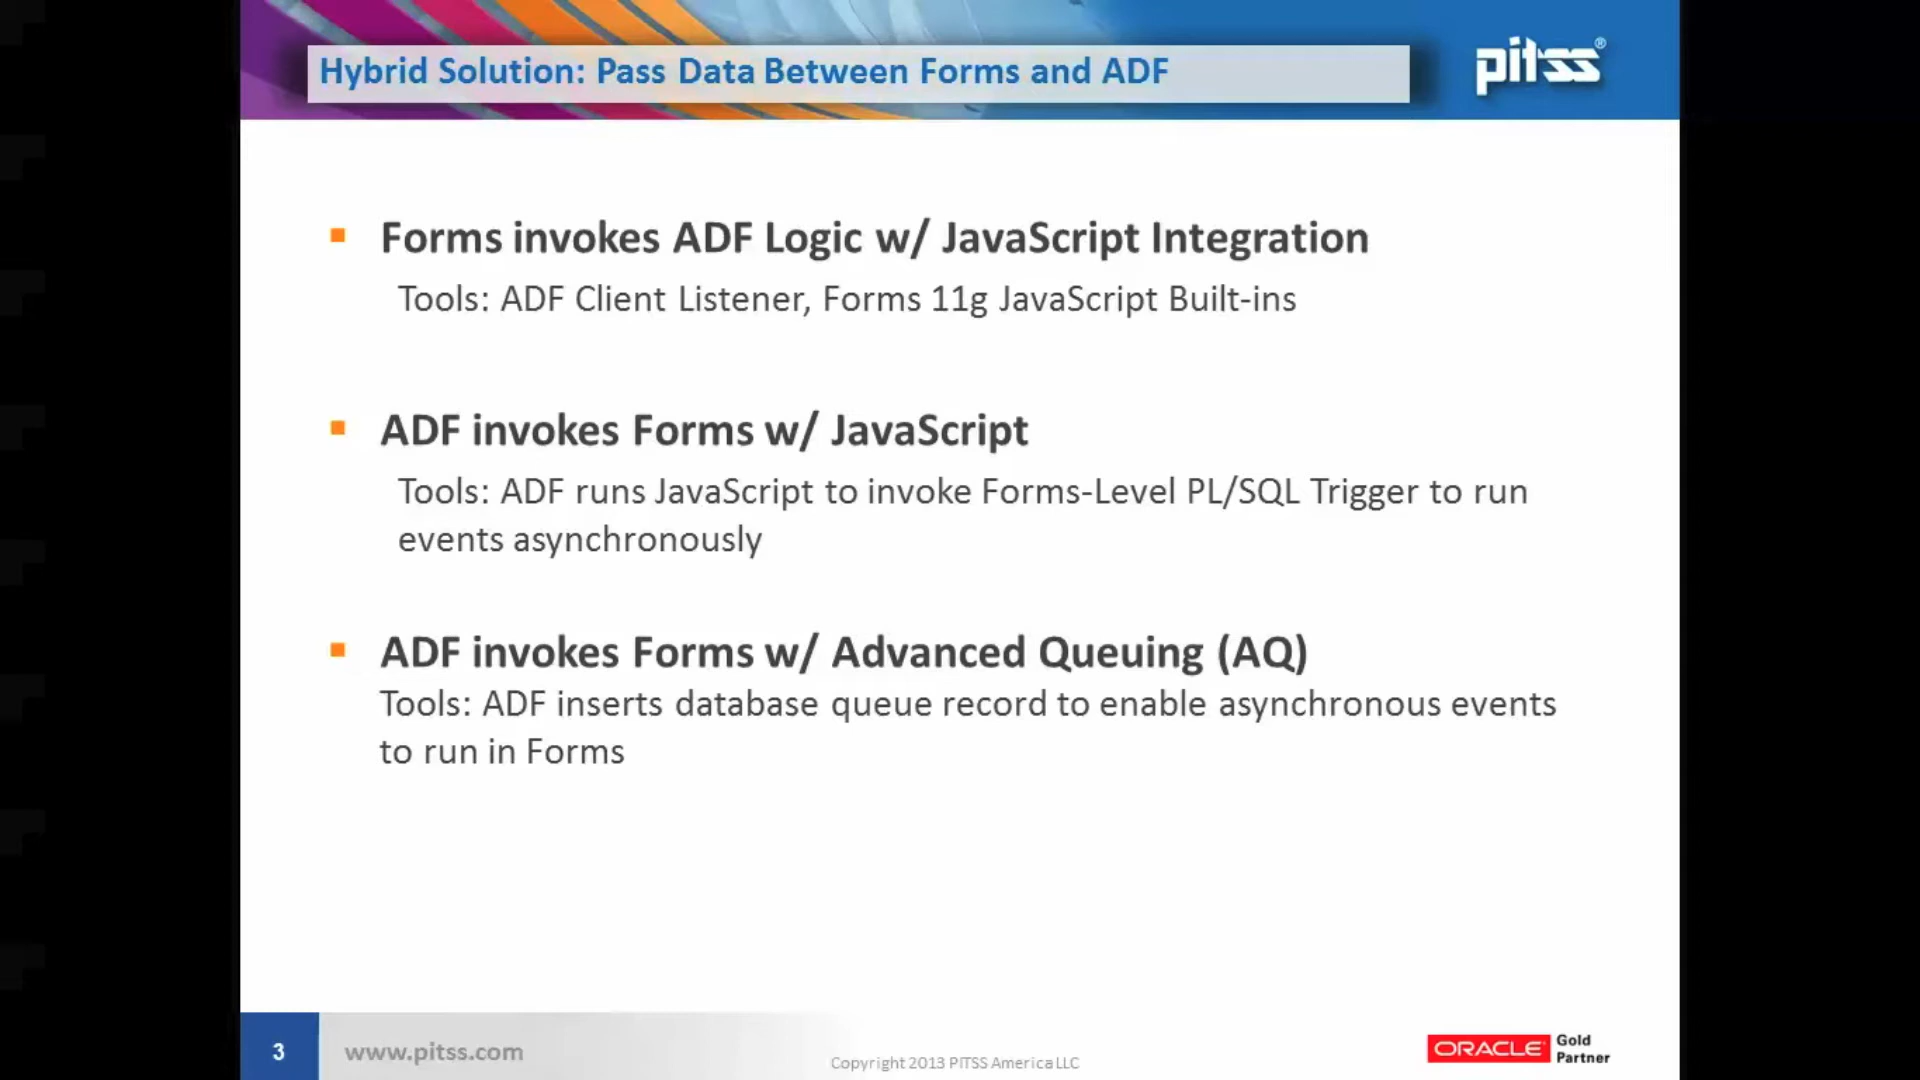 Hybrid Solution: Pass Data Between Forms and ADF
pitss®
Forms invokes ADF Logic w/ JavaScript Integration
Tools: ADF Client Listener, Forms 11g JavaScript Built-ins
ADF invokes Forms w/ JavaScript
Tools: ADF runs JavaScript to invoke Forms-Level PL/SQL Trigger to run
events asynchronously
ADF invokes Forms w/ Advanced Queuing (AQ)
Tools: ADF inserts database queue record to enable asynchronous events
to run in Forms
3
www.pitss.com
Copyright 2013 PITSS America LLC
ORACLE Gold
Partner